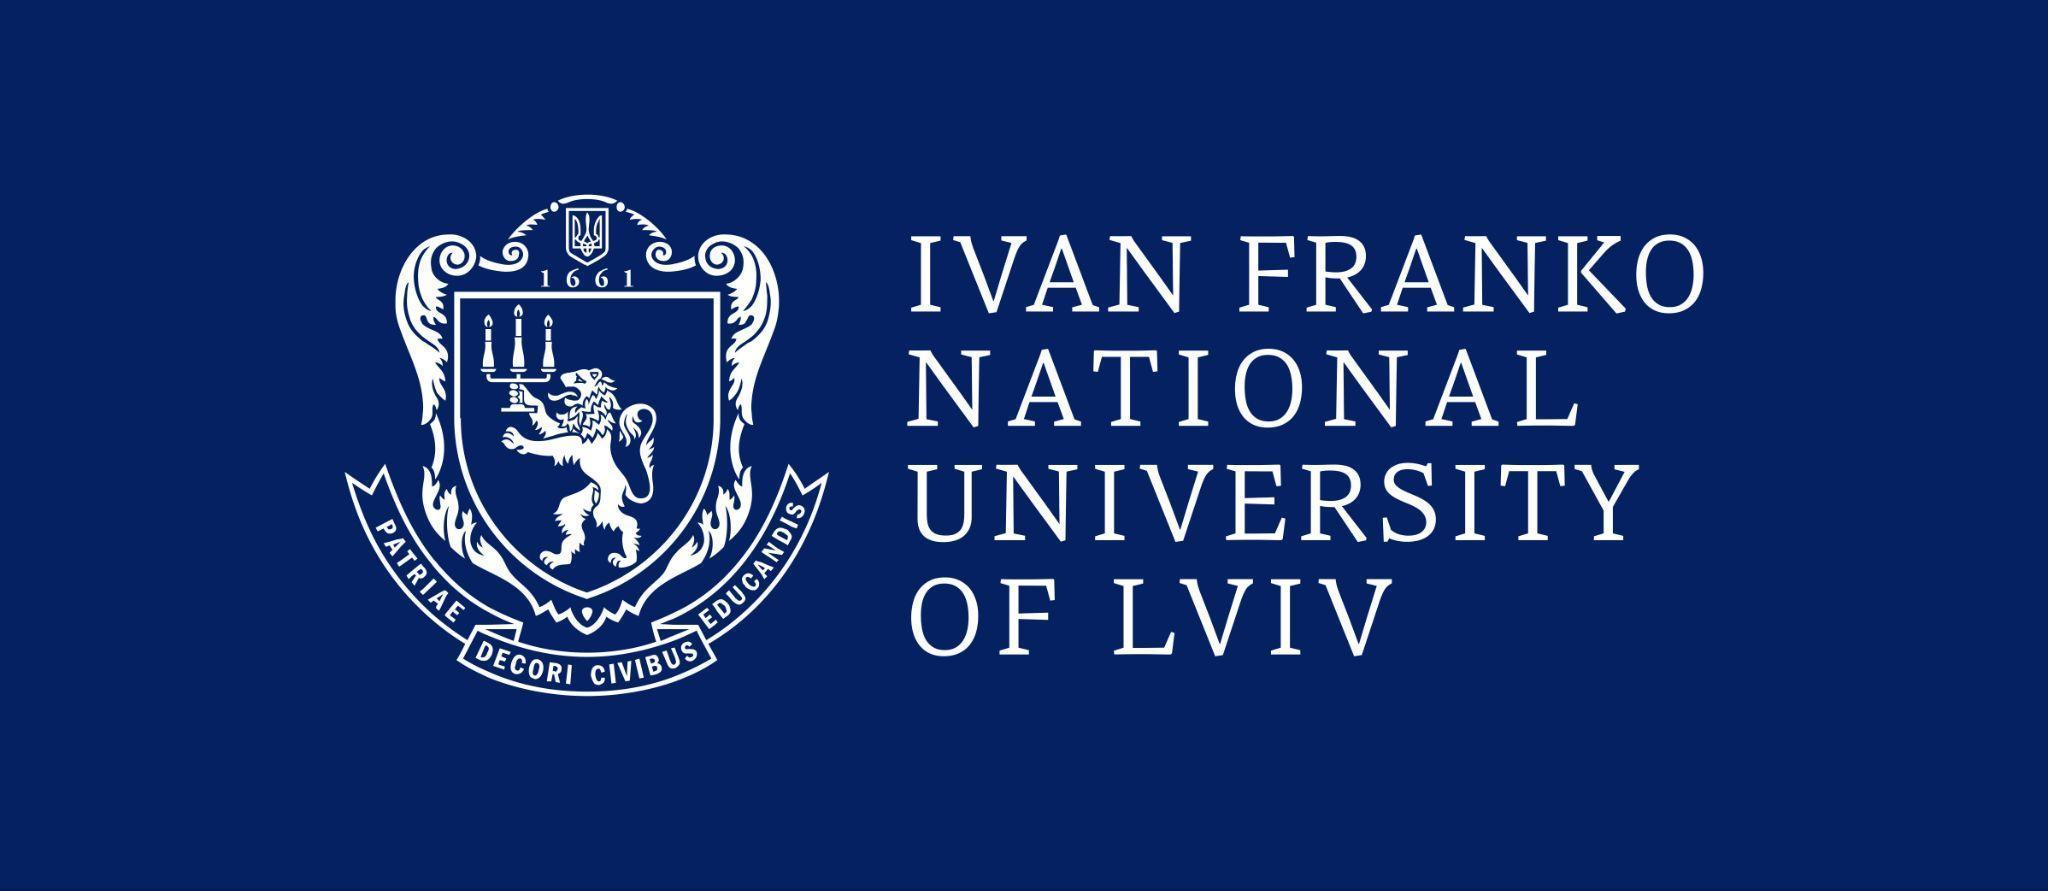 1661
PATRIAE
DECORI CIVIBUS
EDUCANDIS
IVAN FRANKO
NATIONAL
UNIVERSITY
OF LVIV